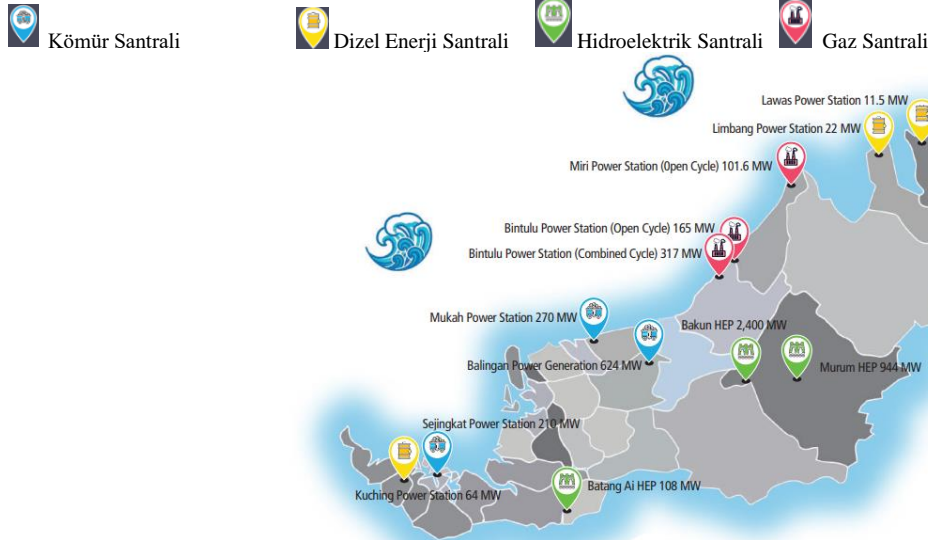 Kömür Santrali
Dizel Enerji Santrali
Hidroelektrik Santrali
Gaz Santrali
Lawas Power Station 11.5 MW
Limbang Power Station 22 MW
Miri Power Station (Open Cycle) 101.6 MW
Bintulu Power Station (Open Cycle) 165 MW
Bintulu Power Station (Combined Cycle) 317 MW
Mukah Power Station 270 MW
Bakun HEP 2,400 MW
Balingan Power Generation 624 MW
Murum HEP 944 MW
Sejingkat Power Station 210 MW
Batang Ai HEP 108 MW
Kuching Power Station 64 MW